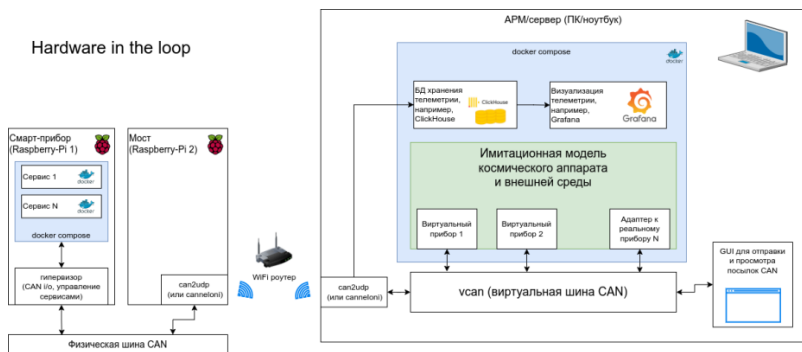 Hardware in the loop
АРМ/сервер (ПК/ноутбук)
docker compose
docker
БД хранения
телеметрии,
например,
ClickHouse
ClickHouse
Визуализация
телеметрии,
например,
Grafana
Grafana
Имитационная модель
космического аппарата
и внешней среды
Виртуальный
прибор 1
Виртуальный
прибор 2
Адаптер к
реальному
прибору N
Смарт-прибор
(Raspberry-Pi 1)
Сервис 1
docker
Сервис N
docker
docker compose
гипервизор
(CAN i/o, управление
сервисами)
Мост
(Raspberry-Pi 2)
can2udp
(или canneloni)
WiFi роутер
can2udp
(или canneloni)
vcan (виртуальная шина CAN)
GUI для отправки
и просмотра
посылок CAN
Физическая шина CAN